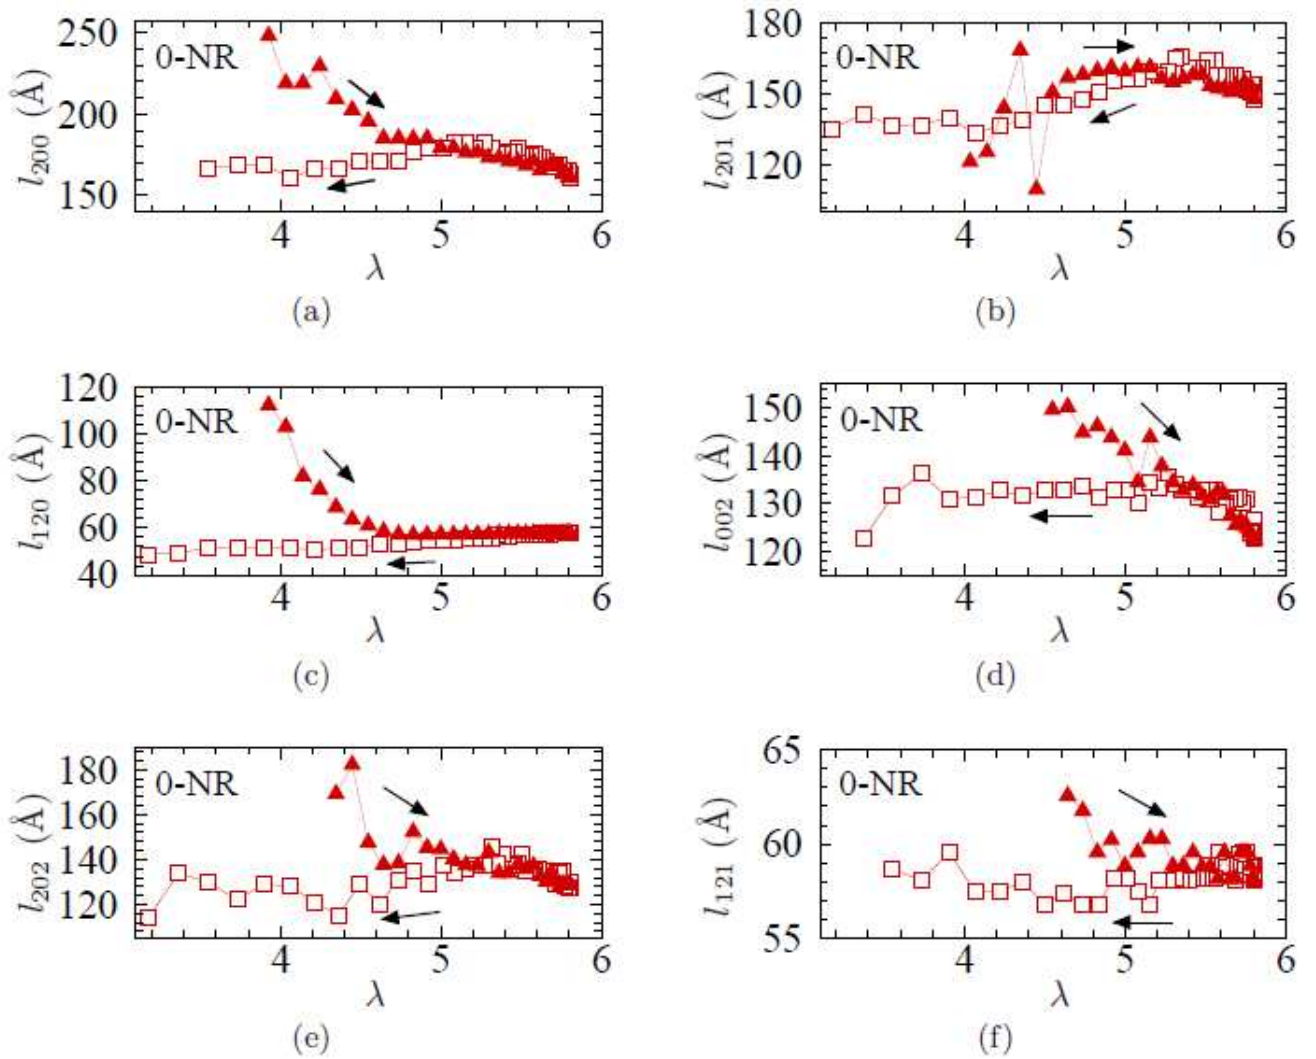 250
200
150
l200 (Å)
0-NR
4 5 6
λ
(a)
180
150
120
l201 (Å)
0-NR
4 5 6
λ
(b)
120
100
80
60
40
l120 (Å)
0-NR
4 5 6
λ
(c)
150
140
130
120
l002 (Å)
0-NR
4 5 6
λ
(d)
180
160
140
120
l202 (Å)
0-NR
4 5 6
λ
(e)
65
60
55
l121 (Å)
0-NR
4 5 6
λ
(f)